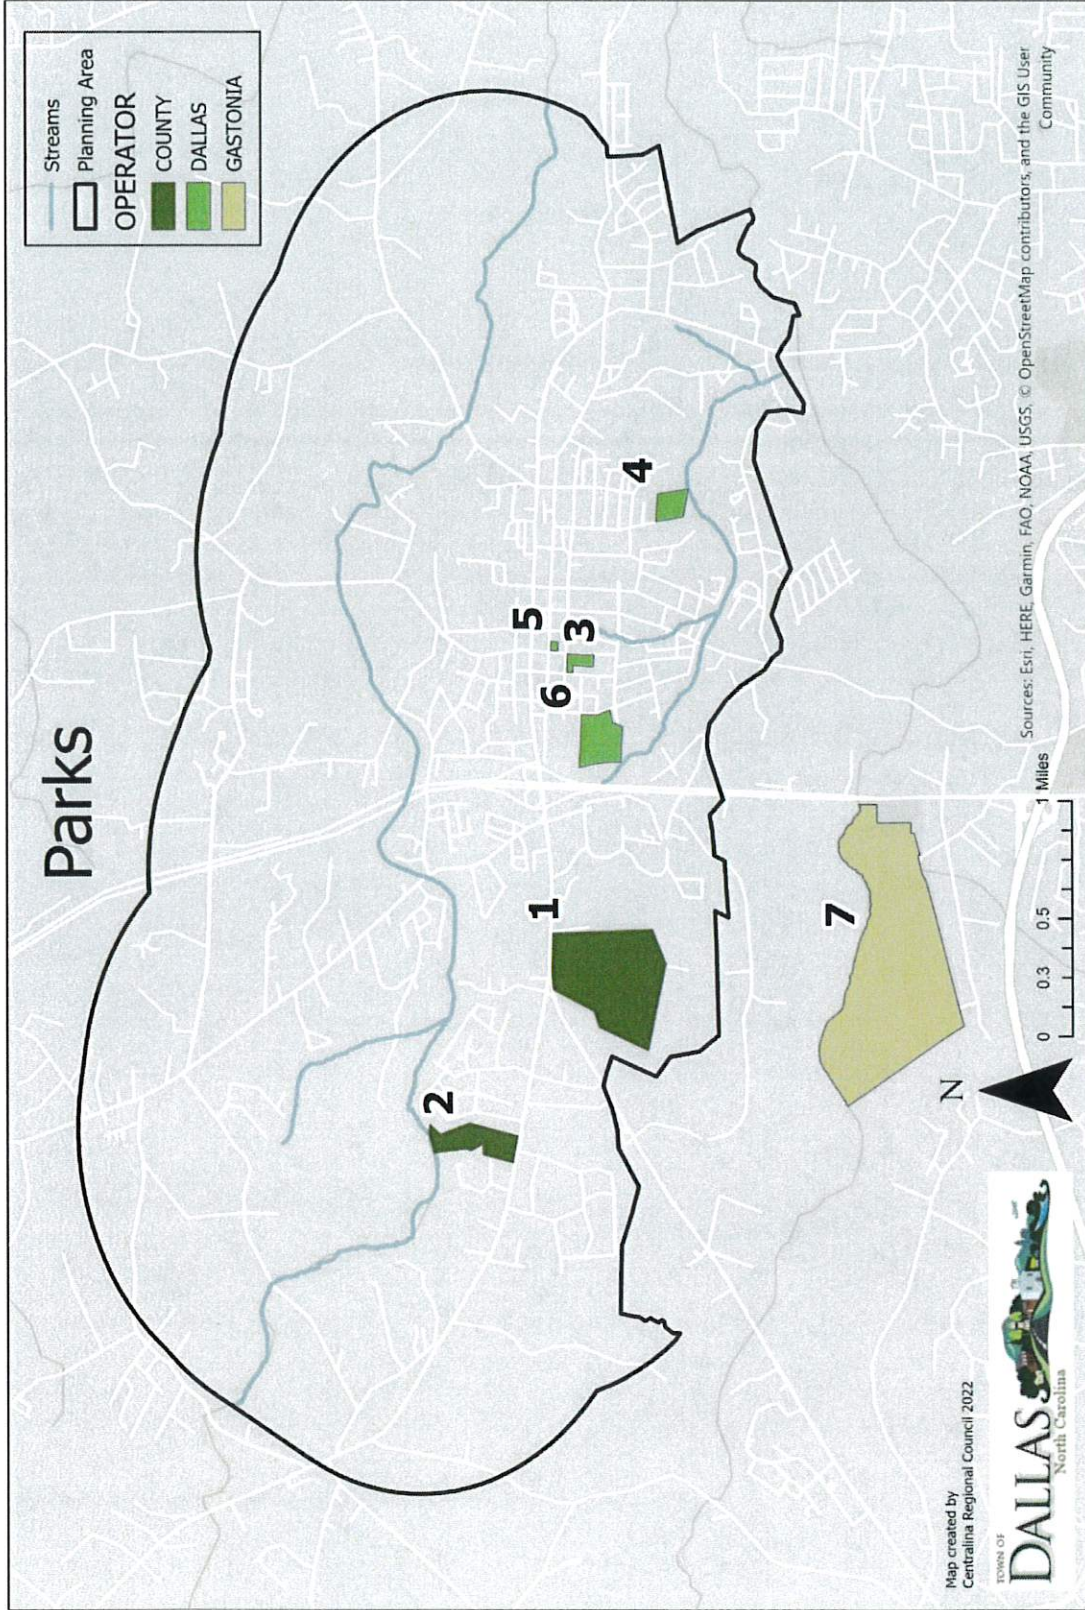 Parks
Streams
Planning Area
OPERATOR
COUNTY
DALLAS
GASTONIA
1
2
3
4
5
6
7
N
0 0.3 0.5 1 Miles
Map created by
Centralina Regional Council 2022
TOWN OF
DALLAS
North Carolina
Sources: Esri, HERE, Garmin, FAO, NOAA, USGS, © OpenStreetMap contributors, and the GIS User
Community